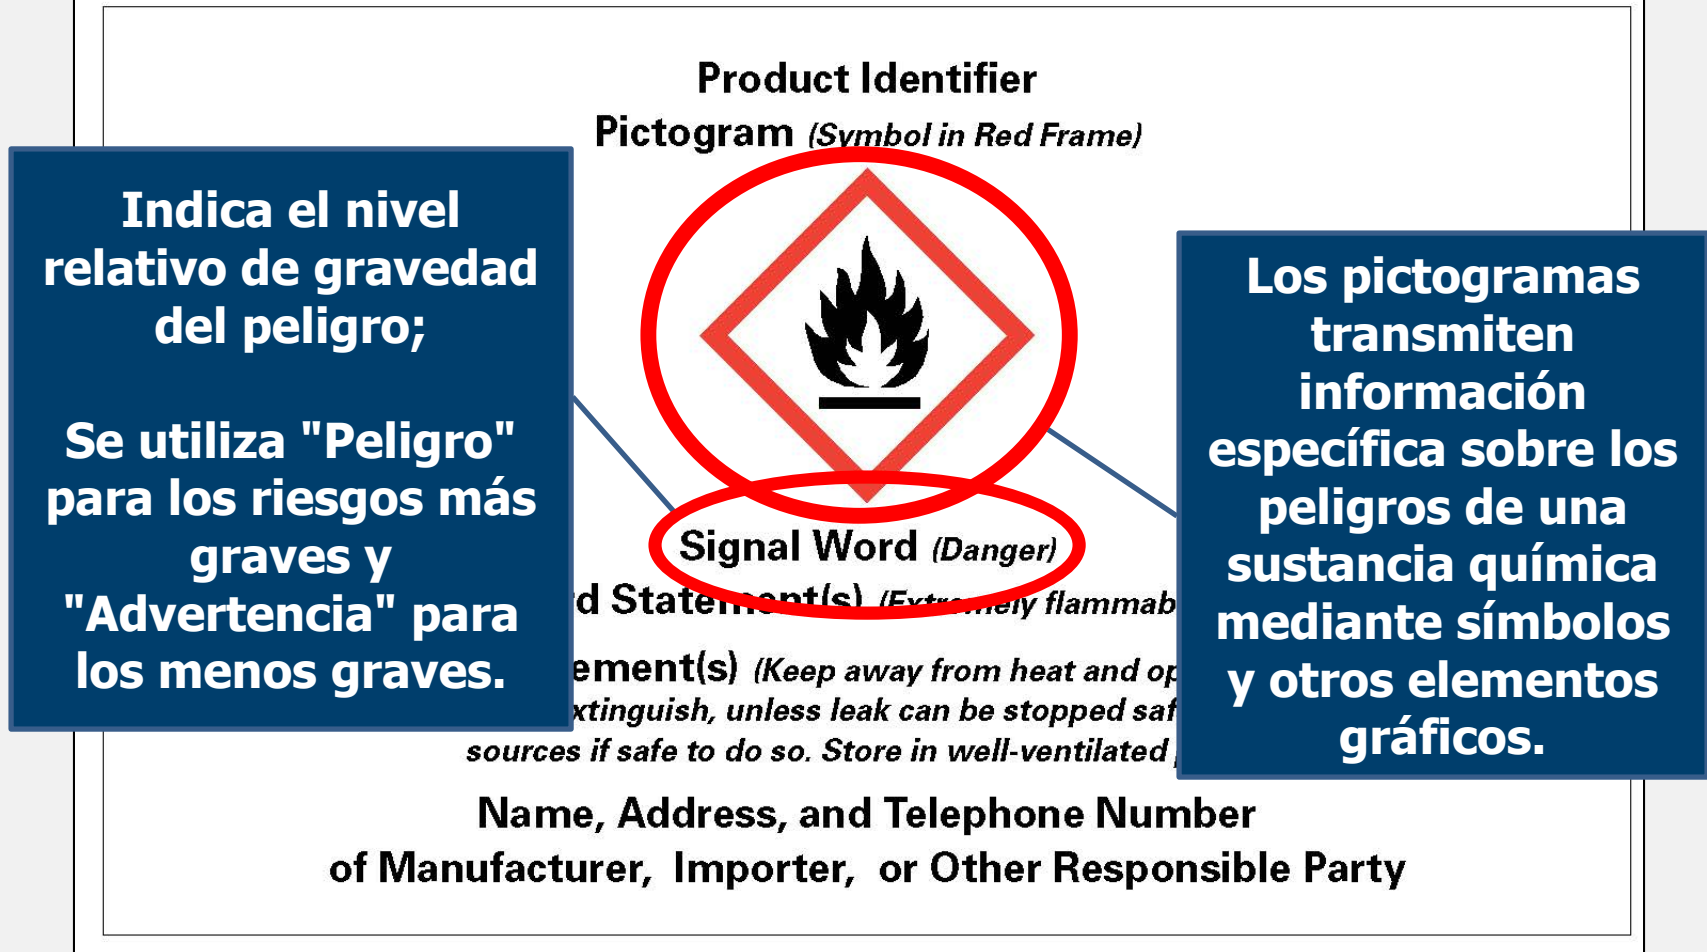 Product Identifier
Pictogram (Symbol in Red Frame)
Indica el nivel
relativo de gravedad
del peligro;
Se utiliza "Peligro"
para los riesgos más
graves y
"Advertencia" para
los menos graves.
Los pictogramas
transmiten
información
específica sobre los
peligros de una
sustancia química
mediante símbolos
y otros elementos
gráficos.
Signal Word (Danger)
d Statement(s) (Extremely flammab
ement(s) (Keep away from heat and op
xtinguish, unless leak can be stopped saf
sources if safe to do so. Store in well-ventilated
Name, Address, and Telephone Number
of Manufacturer, Importer, or Other Responsible Party